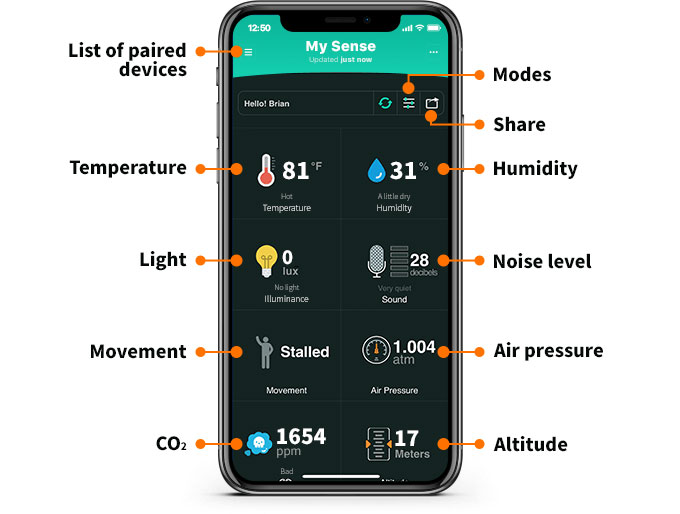 12:50
My Sense
Updated just now
List of paired
devices
Modes
Hello! Brian
Share
Temperature
81 °F
Hot
Temperature
31 %
A little dry
Humidity
Humidity
Light
0
lux
No light
Illuminance
28
decibels
Very quiet
Sound
Noise level
Movement
Stalled
Movement
1.004
atm
Air Pressure
Air pressure
CO₂
1654
ppm
Bad
17
Meters
Altitude